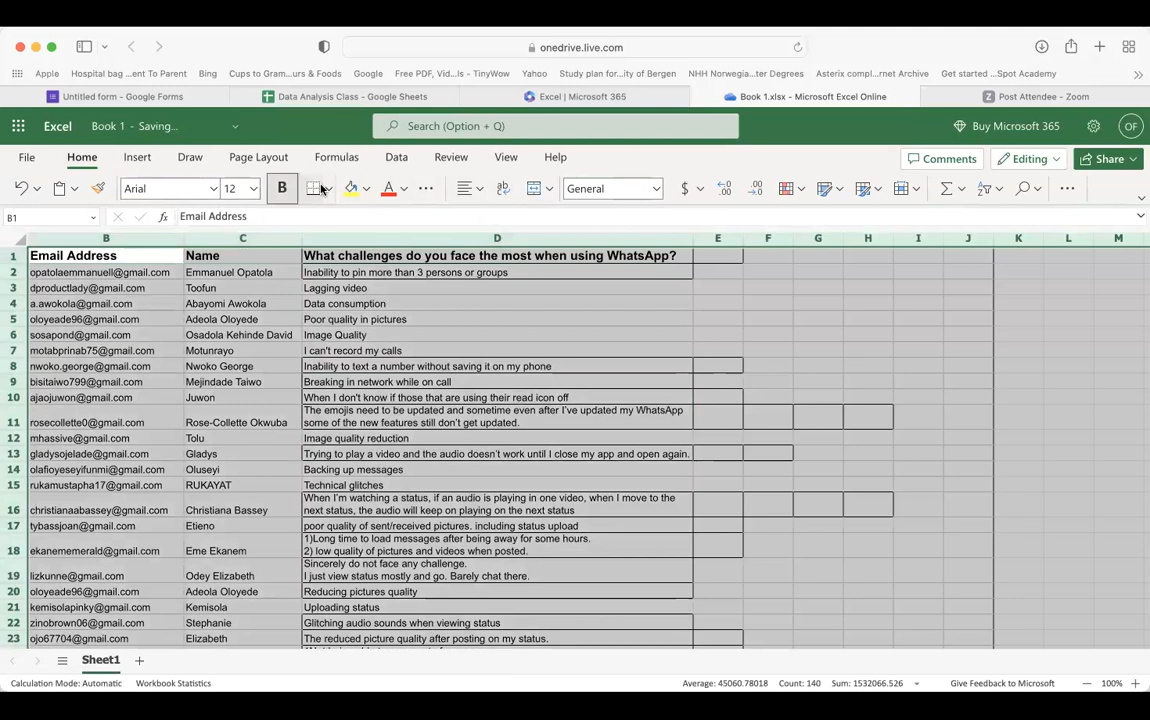 onedrive.live.com
Apple Hospital bag ...ent To Parent Bing Cups to Gram...urs & Foods Google Free PDF, Vid...ls - TinyWow Yahoo Study plan for...ity of Bergen NHH Norwegia...ter Degrees Asterix compl...rnet Archive Get started ...Spot Academy
Untitled form - Google Forms Data Analysis Class - Google Sheets Excel | Microsoft 365 Book 1.xlsx - Microsoft Excel Online Post Attendee - Zoom
Excel Book 1 - Saving... Search (Option + Q) Buy Microsoft 365 OF
File Home Insert Draw Page Layout Formulas Data Review View Help Comments Editing Share
Arial 12 B A ab General $ .00 .00
B1 fx Email Address
B C D E F G H I J K L M
1 Email Address Name What challenges do you face the most when using WhatsApp?
2 opatolaemmanuell@gmail.com Emmanuel Opatola Inability to pin more than 3 persons or groups
3 dproductlady@gmail.com Toofun Lagging video
4 a.awokola@gmail.com Abayomi Awokola Data consumption
5 oloyeade96@gmail.com Adeola Oloyede Poor quality in pictures
6 sosapond@gmail.com Osadola Kehinde David Image Quality
7 motabprinab75@gmail.com Motunrayo I can't record my calls
8 nwoko.george@gmail.com Nwoko George Inability to text a number without saving it on my phone
9 bisitaiwo799@gmail.com Mejindade Taiwo Breaking in network while on call
10 ajaojuwon@gmail.com Juwon When I don't know if those that are using their read icon off
The emojis need to be updated and sometime even after I've updated my WhatsApp
11 rosecollette0@gmail.com Rose-Collette Okwuba some of the new features still don't get updated.
12 mhassive@gmail.com Tolu Image quality reduction
13 gladysojelade@gmail.com Gladys Trying to play a video and the audio doesn't work until I close my app and open again.
14 olafioyeseyifunmi@gmail.com Oluseyi Backing up messages
15 rukamustapha17@gmail.com RUKAYAT Technical glitches
When I'm watching a status, if an audio is playing in one video, when I move to the
16 christianaabassey@gmail.com Christiana Bassey next status, the audio will keep on playing on the next status
17 tybassjoan@gmail.com Etieno poor quality of sent/received pictures. including status upload
1)Long time to load messages after being away for some hours.
18 ekanememerald@gmail.com Eme Ekanem 2) low quality of pictures and videos when posted.
Sincerely do not face any challenge.
19 lizkunne@gmail.com Odey Elizabeth I just view status mostly and go. Barely chat there.
20 oloyeade96@gmail.com Adeola Oloyede Reducing pictures quality
21 kemisolapinky@gmail.com Kemisola Uploading status
22 zinobrown06@gmail.com Stephanie Glitching audio sounds when viewing status
23 ojo67704@gmail.com Elizabeth The reduced picture quality after posting on my status.
Sheet1
Calculation Mode: Automatic Workbook Statistics Average: 45060.78018 Count: 140 Sum: 1532066.526 Give Feedback to Microsoft 100%